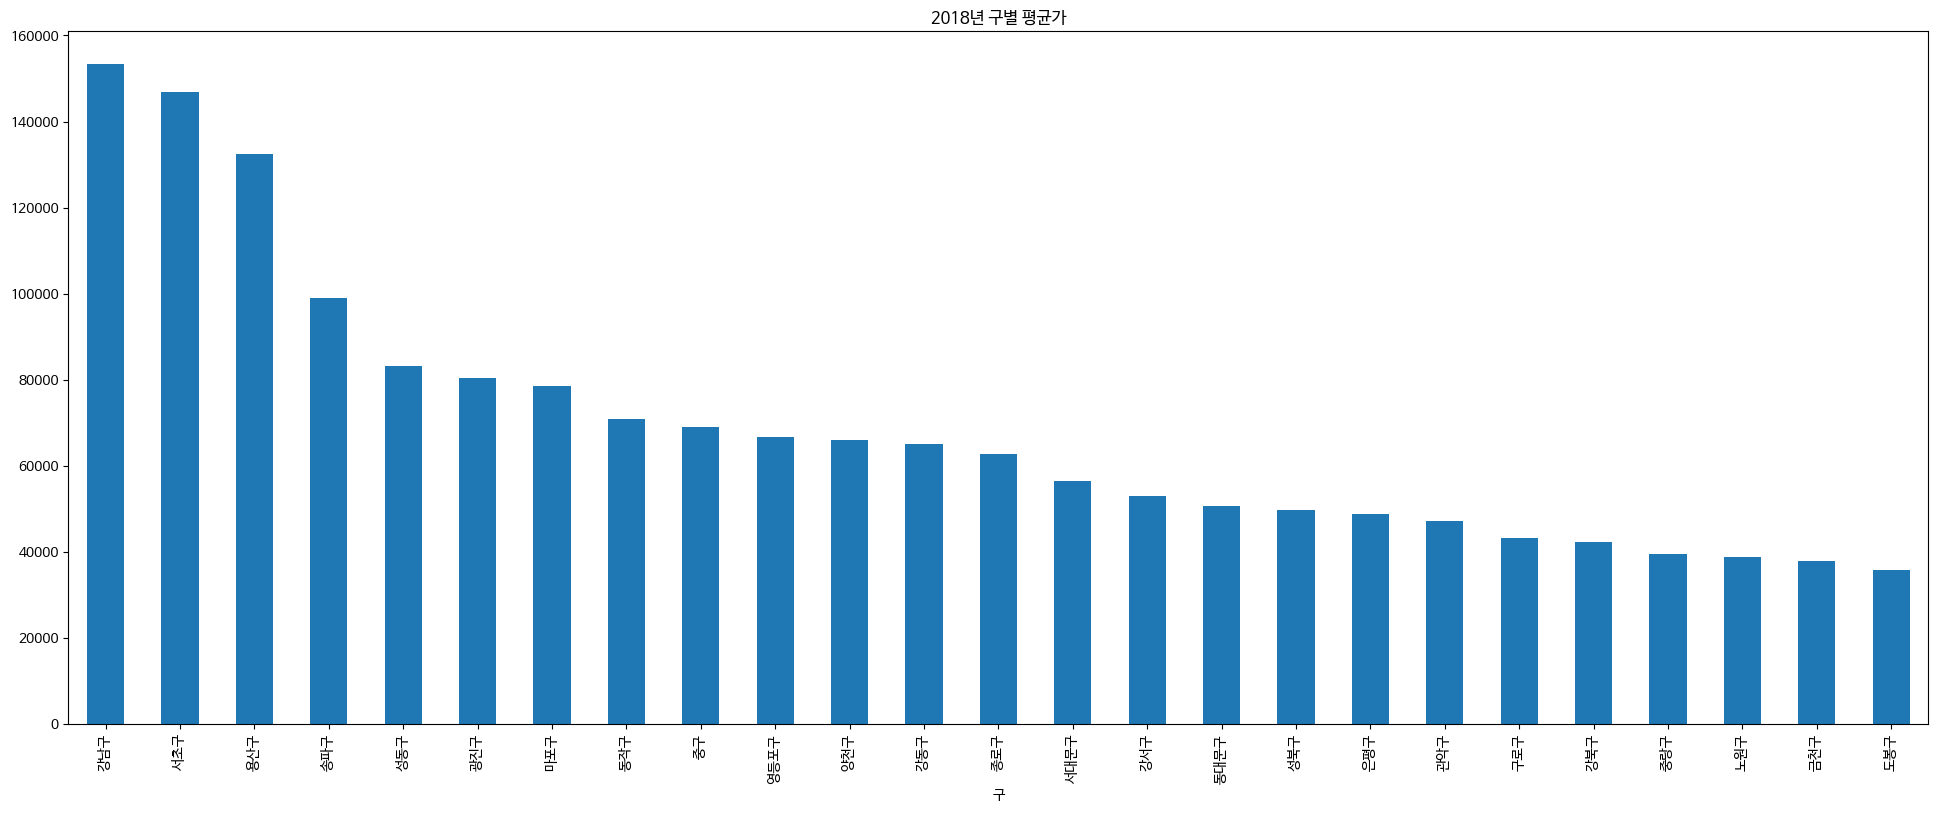 2018년 구별 평균가
160000
140000
120000
100000
80000
60000
40000
20000
0
강남구
서초구
용산구
송파구
성동구
광진구
마포구
동작구
중구
영등포구
양천구
강동구
종로구
서대문구
강서구
동대문구
성북구
은평구
관악구
구로구
강북구
중랑구
노원구
금천구
도봉구
구